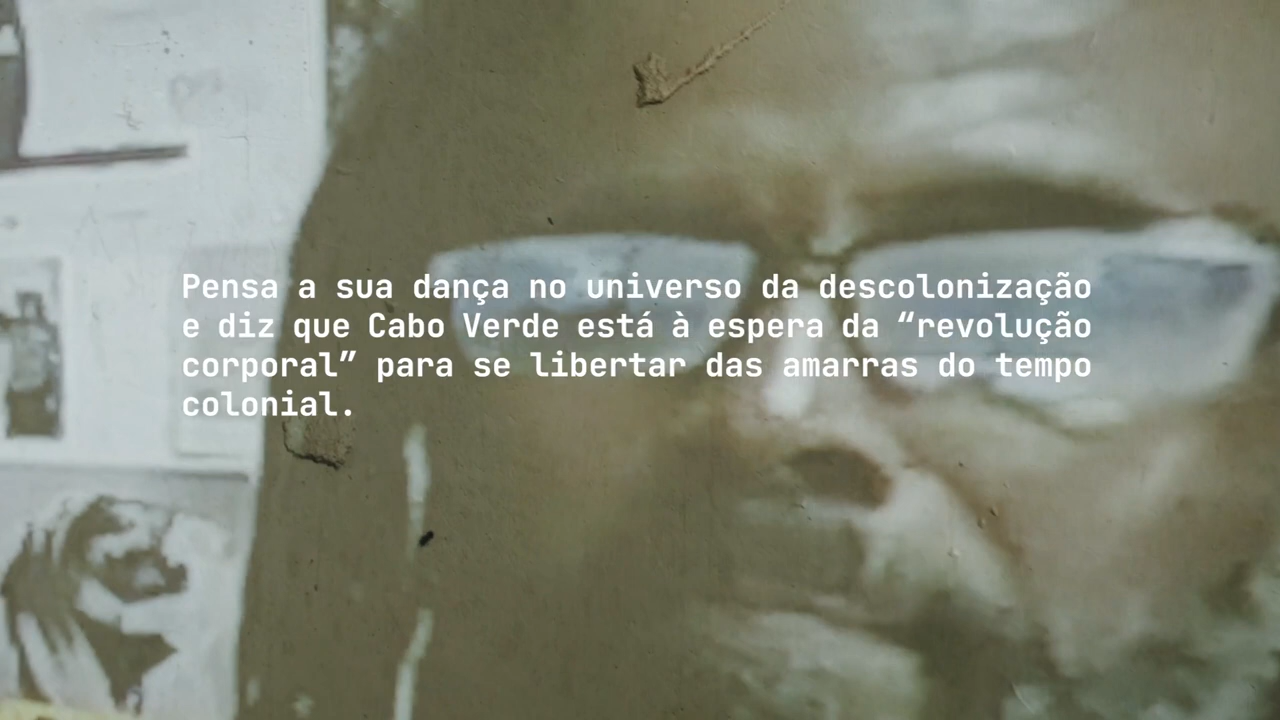 Pensa a sua dança no universo da descolonização
e diz que Cabo Verde está à espera da “revolução
corporal” para se libertar das amarras do tempo
colonial.